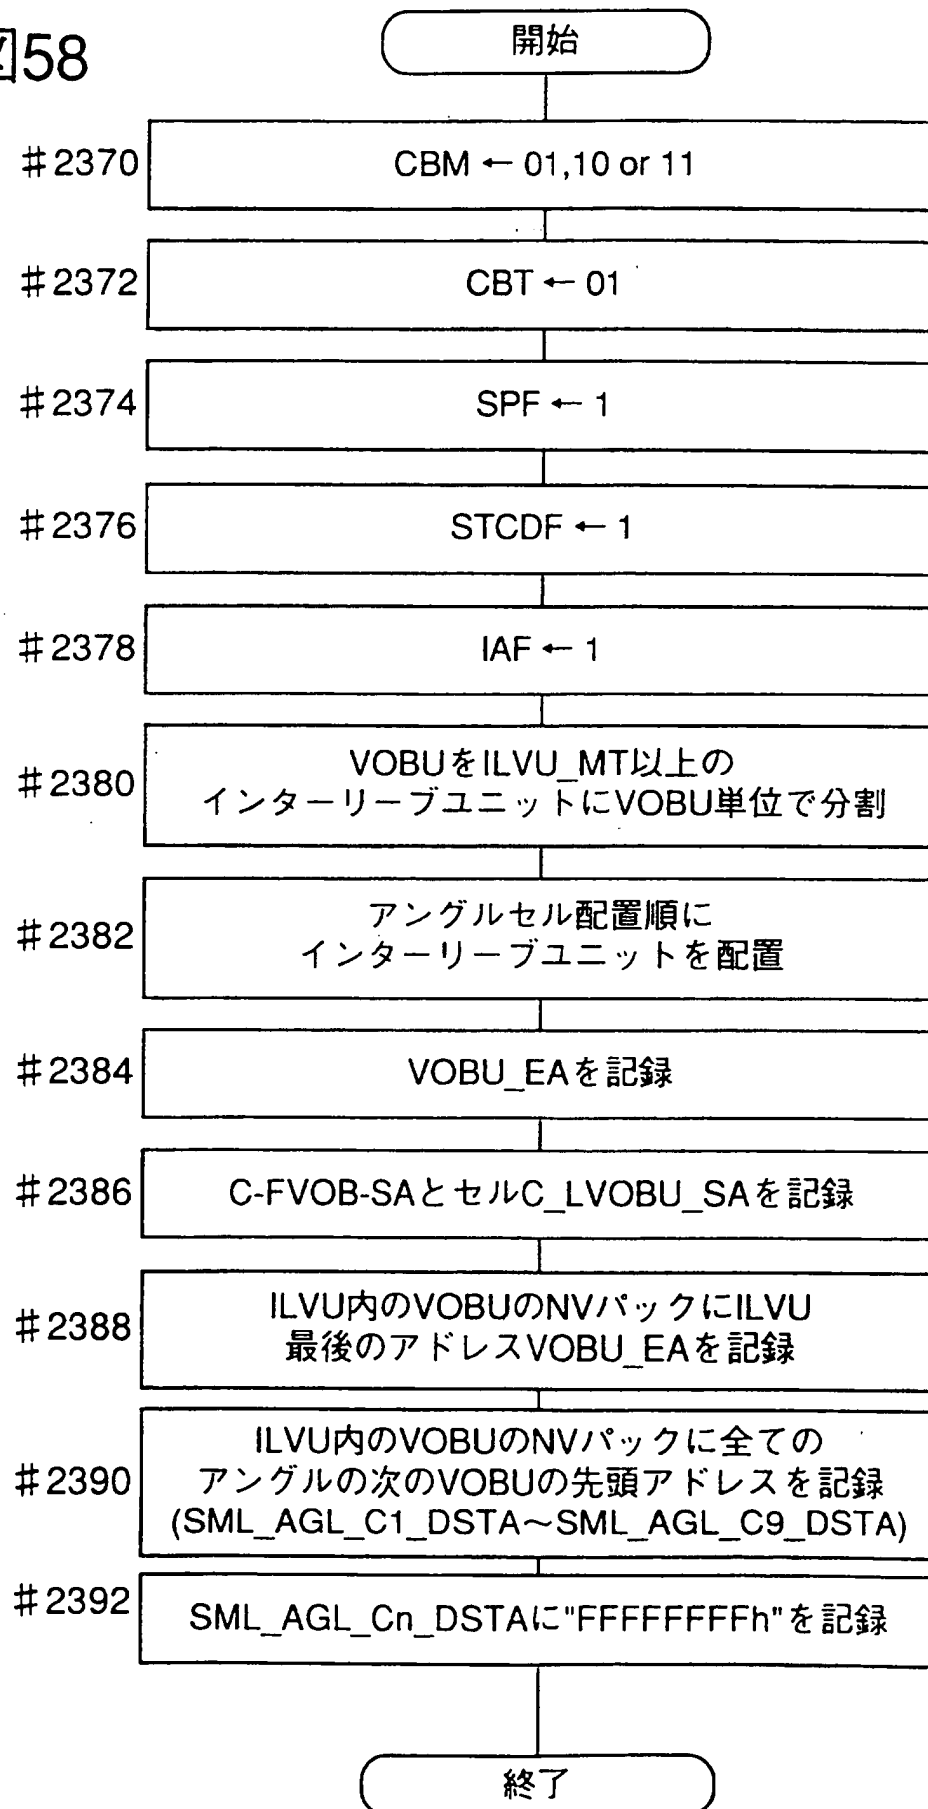 図58
開始
#2370
CBM ← 01,10 or 11
#2372
CBT ← 01
#2374
SPF ← 1
#2376
STCDF ← 1
#2378
IAF ← 1
#2380
VOBUをILVU_MT以上の
インターリーブユニットにVOBU単位で分割
#2382
アングルセル配置順に
インターリーブユニットを配置
#2384
VOBU_EAを記録
#2386
C-FVOB-SAとセルC_LVOBU_SAを記録
#2388
ILVU内のVOBUのNVパックにILVU
最後のアドレスVOBU_EAを記録
#2390
ILVU内のVOBUのNVパックに全ての
アングルの次のVOBUの先頭アドレスを記録
(SML_AGL_C1_DSTA～SML_AGL_C9_DSTA)
#2392
SML_AGL_Cn_DSTAに"FFFFFFFFh"を記録
終了